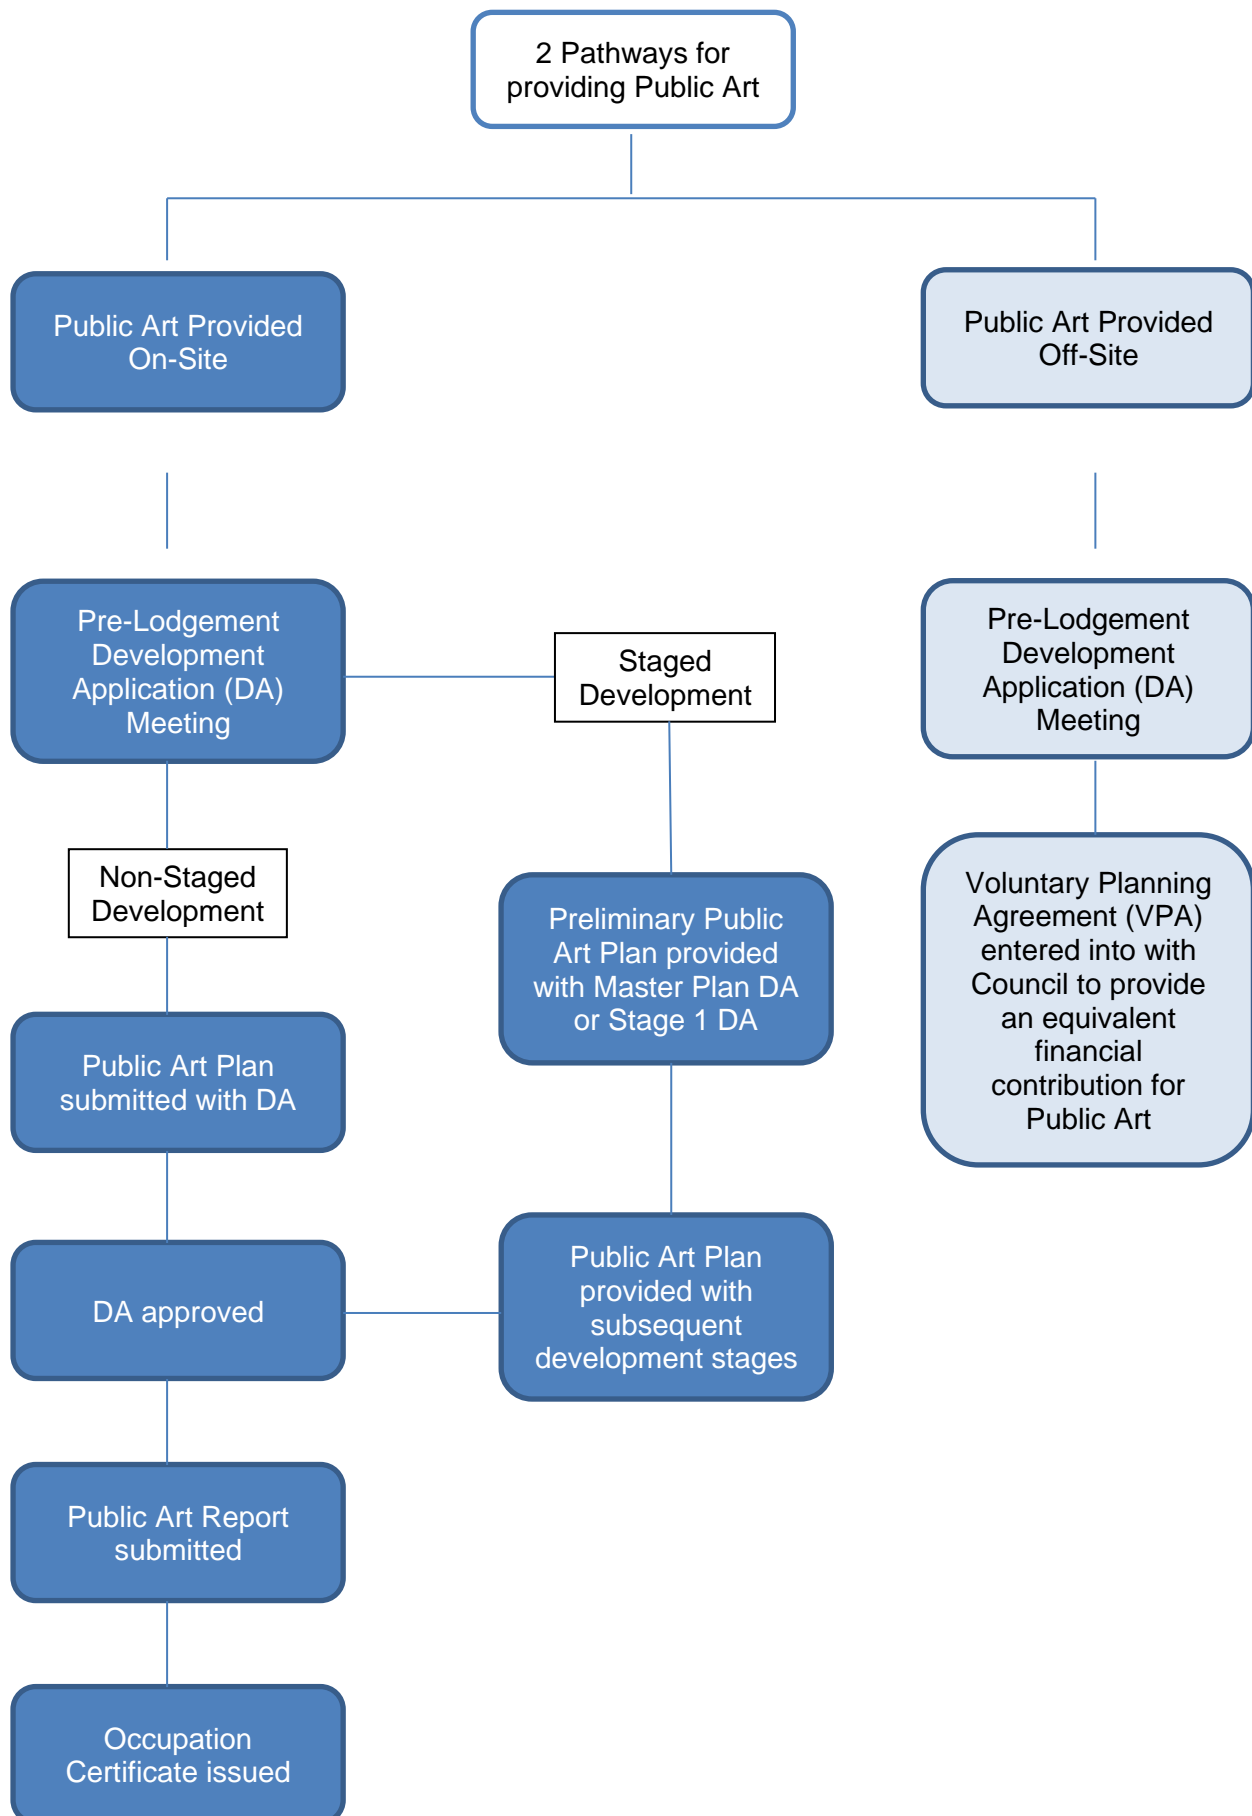 2 Pathways for
providing Public Art
Public Art Provided
On-Site
Public Art Provided
Off-Site
Pre-Lodgement
Development
Application (DA)
Meeting
Staged
Development
Pre-Lodgement
Development
Application (DA)
Meeting
Non-Staged
Development
Preliminary Public
Art Plan provided
with Master Plan DA
or Stage 1 DA
Voluntary Planning
Agreement (VPA)
entered into with
Council to provide
an equivalent
financial
contribution for
Public Art
Public Art Plan
submitted with DA
DA approved
Public Art Plan
provided with
subsequent
development stages
Public Art Report
submitted
Occupation
Certificate issued